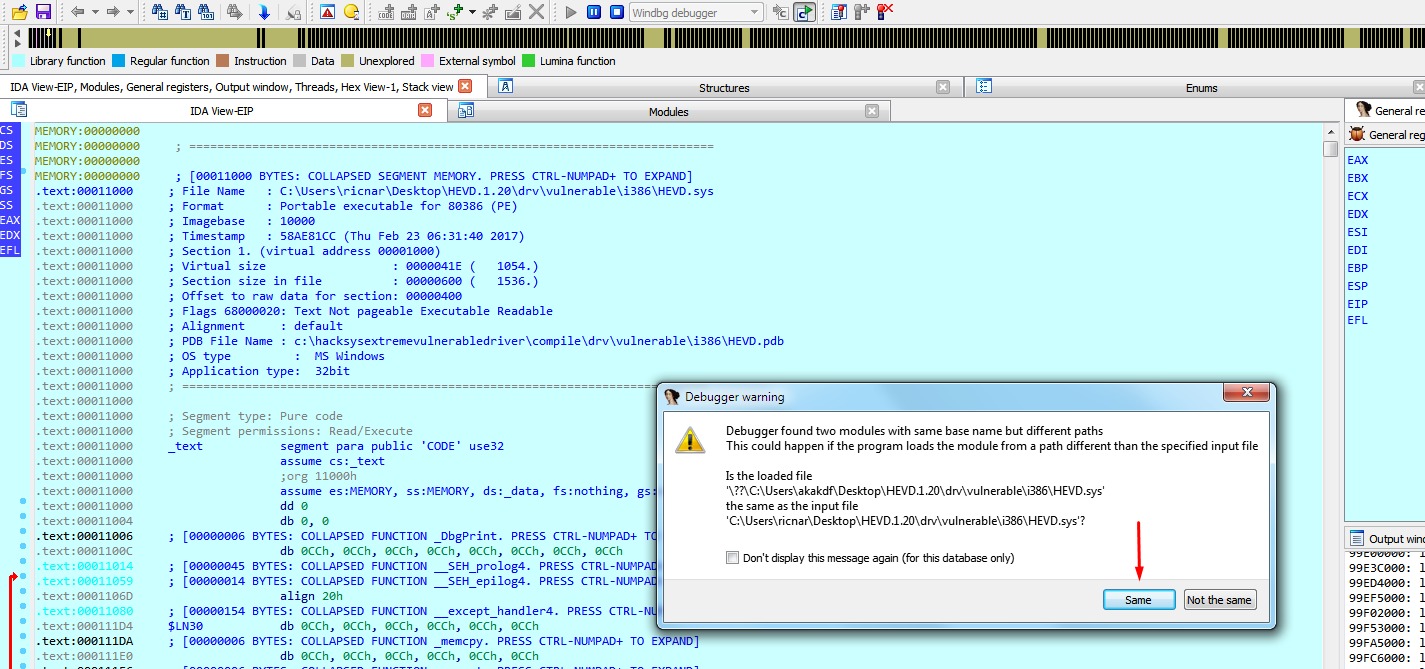 Windbg debugger
Library function Regular function Instruction Data Unexplored External symbol Lumina function
IDA View-EIP, Modules, General registers, Output window, Threads, Hex View-1, Stack view Structures Enums
IDA View-EIP Modules General re
CS MEMORY:00000000
DS MEMORY:00000000 ; ===========================================================================
ES MEMORY:00000000
FS MEMORY:00000000 ; [00011000 BYTES: COLLAPSED SEGMENT MEMORY. PRESS CTRL-NUMPAD+ TO EXPAND]
GS .text:00011000 ; File Name : C:\Users\ricnar\Desktop\HEVD.1.20\drv\vulnerable\i386\HEVD.sys
SS .text:00011000 ; Format : Portable executable for 80386 (PE)
EAX .text:00011000 ; Imagebase : 10000
EDX .text:00011000 ; Timestamp : 58AE81CC (Thu Feb 23 06:31:40 2017)
EFL .text:00011000 ; Section 1. (virtual address 00001000)
.text:00011000 ; Virtual size : 0000041E ( 1054.)
.text:00011000 ; Section size in file : 00000600 ( 1536.)
.text:00011000 ; Offset to raw data for section: 00000400
.text:00011000 ; Flags 68000020: Text Not pageable Executable Readable
.text:00011000 ; Alignment : default
.text:00011000 ; PDB File Name : c:\hacksysextremevulnerabledriver\compile\drv\vulnerable\i386\HEVD.pdb
.text:00011000 ; OS type : MS Windows
.text:00011000 ; Application type: 32bit
.text:00011000 ; ===========================================================================
.text:00011000
.text:00011000 ; Segment type: Pure code
.text:00011000 ; Segment permissions: Read/Execute
.text:00011000 _text segment para public 'CODE' use32
.text:00011000 assume cs:_text
.text:00011000 ;org 11000h
.text:00011000 assume es:MEMORY, ss:MEMORY, ds:_data, fs:nothing, gs:
.text:00011000 dd 0
.text:00011004 db 0, 0
.text:00011006 ; [00000006 BYTES: COLLAPSED FUNCTION _DbgPrint. PRESS CTRL-NUMPAD+ TO
.text:0001100C db 0CCh, 0CCh, 0CCh, 0CCh, 0CCh, 0CCh, 0CCh, 0CCh
.text:00011014 ; [00000045 BYTES: COLLAPSED FUNCTION __SEH_prolog4. PRESS CTRL-NUMPAD
.text:00011059 ; [00000014 BYTES: COLLAPSED FUNCTION __SEH_epilog4. PRESS CTRL-NUMPAD
.text:0001106D align 20h
.text:00011080 ; [00000154 BYTES: COLLAPSED FUNCTION __except_handler4. PRESS CTRL-NU
.text:000111D4 $LN30 db 0CCh, 0CCh, 0CCh, 0CCh, 0CCh, 0CCh
.text:000111DA ; [00000006 BYTES: COLLAPSED FUNCTION _memcpy. PRESS CTRL-NUMPAD+ TO EXPAND]
.text:000111E0 db 0CCh, 0CCh, 0CCh, 0CCh, 0CCh, 0CCh
Debugger warning
Debugger found two modules with same base name but different paths
This could happen if the program loads the module from a path different than the specified input file
Is the loaded file
'\??\C:\Users\akakdf\Desktop\HEVD.1.20\drv\vulnerable\i386\HEVD.sys'
the same as the input file
'C:\Users\ricnar\Desktop\HEVD.1.20\drv\vulnerable\i386\HEVD.sys'?
Don't display this message again (for this database only)
Same Not the same
General reg
EAX
EBX
ECX
EDX
ESI
EDI
EBP
ESP
EIP
EFL
Output wind
99E00000: l
99E3C000: l
99ED4000: l
99EF5000: l
99F02000: l
99F53000: l
99FA5000: l
99FC6000: l